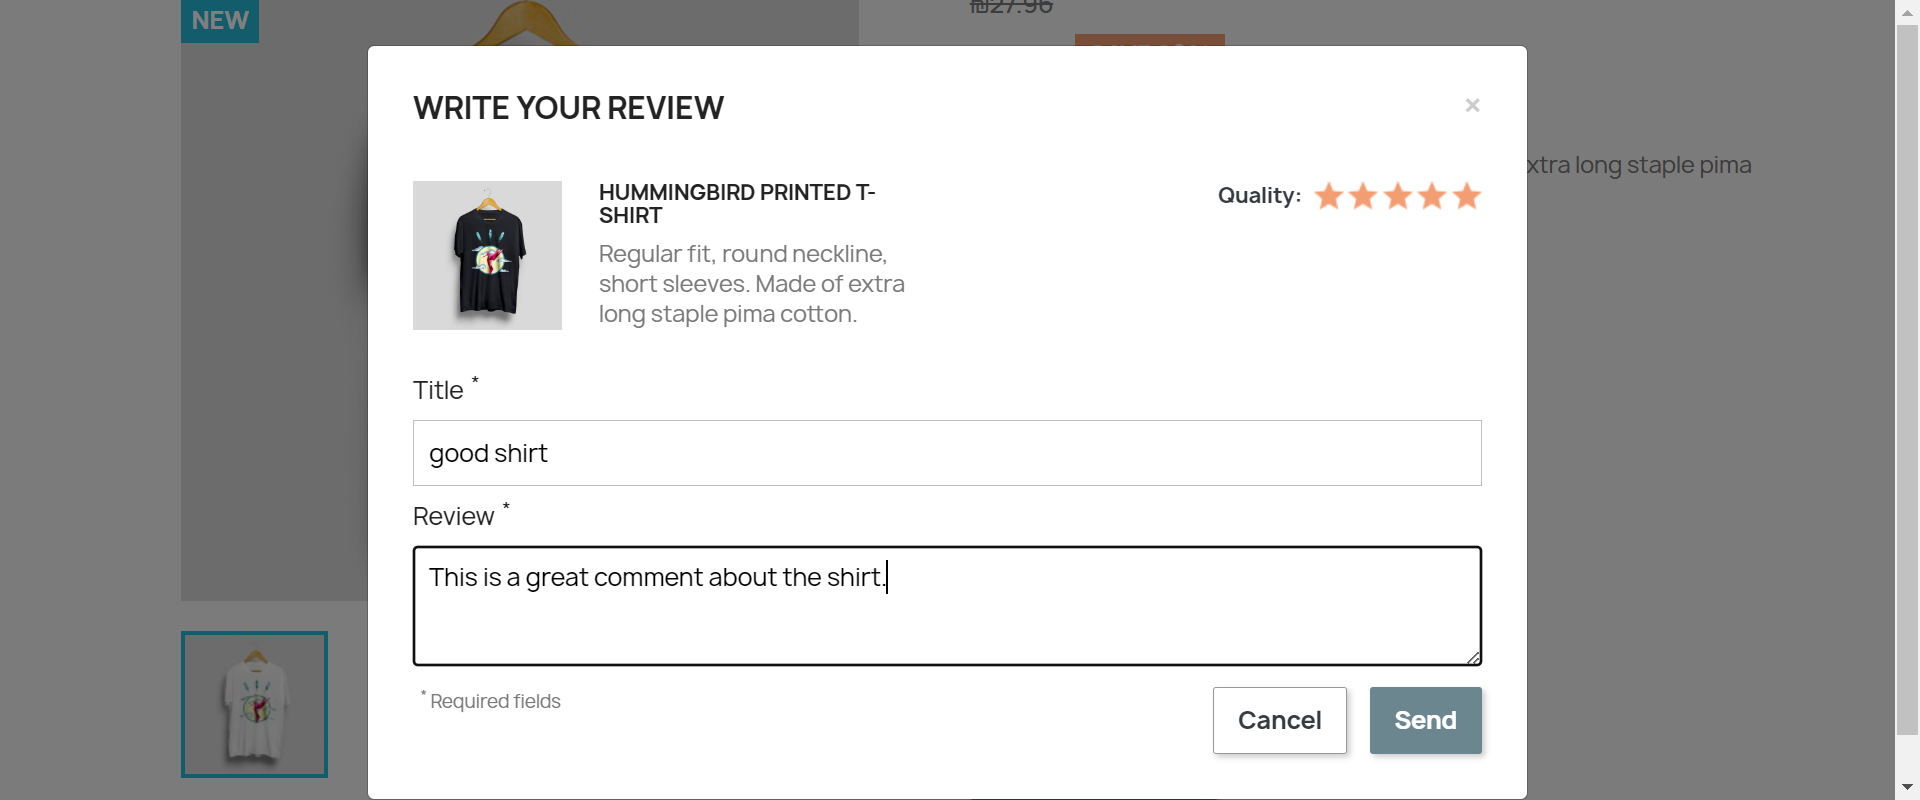 NEW
₪27.96
WRITE YOUR REVIEW
×
xtra long staple pima
HUMMINGBIRD PRINTED T-
SHIRT
Quality:
Regular fit, round neckline,
short sleeves. Made of extra
long staple pima cotton.
Title *
good shirt
Review *
This is a great comment about the shirt.
* Required fields
Cancel
Send